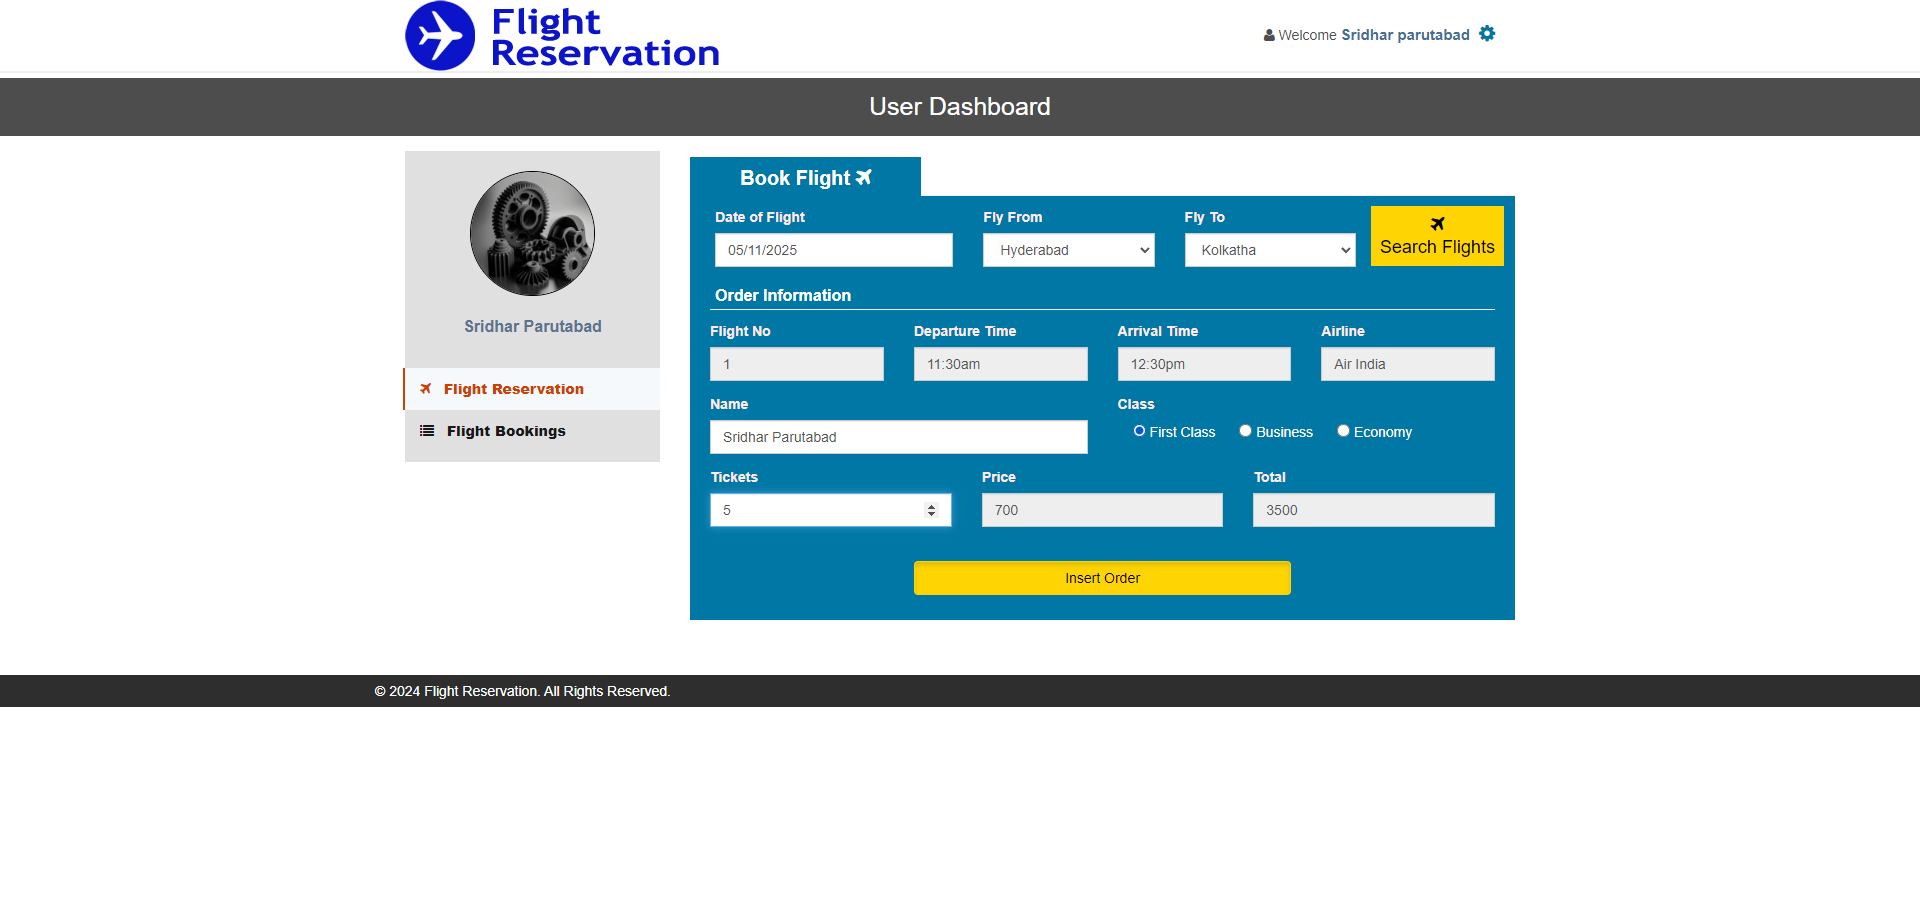 Flight
Reservation
Welcome Sridhar parutabad
User Dashboard
Sridhar Parutabad
Flight Reservation
Flight Bookings
Book Flight
Date of Flight Fly From Fly To
05/11/2025 Hyderabad Kolkatha
Search Flights
Order Information
Flight No Departure Time Arrival Time Airline
1 11:30am 12:30pm Air India
Name Class
Sridhar Parutabad First Class Business Economy
Tickets Price Total
5 700 3500
Insert Order
© 2024 Flight Reservation. All Rights Reserved.